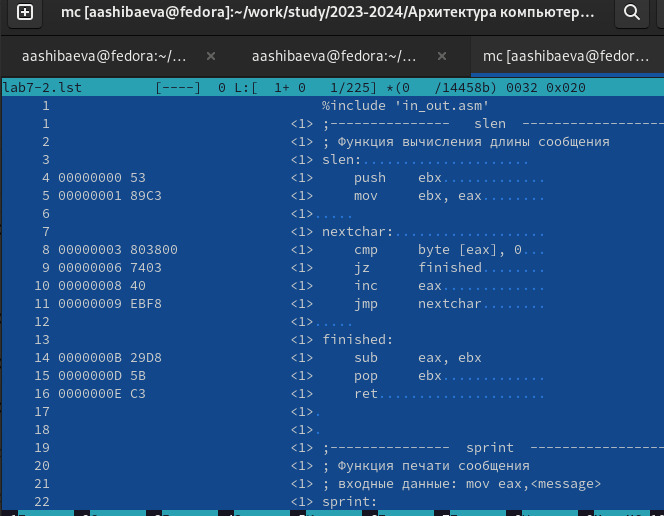 mc [aashibaeva@fedora]:~/work/study/2023-2024/Архитектура компьютер...
aashibaeva@fedora:~/... × aashibaeva@fedora:~/... × mc [aashibaeva@fedor...
lab7-2.lst [----] 0 L:[ 1+ 0 1/225] *(0 /14458b) 0032 0x020
1 %include 'in_out.asm'
1 <1> ;--------------- slen ------------------
2 <1> ; Функция вычисления длины сообщения
3 <1> slen:.....................
4 00000000 53 <1> push ebx.............
5 00000001 89C3 <1> mov ebx, eax........
6 <1>.....
7 <1> nextchar:...................
8 00000003 803800 <1> cmp byte [eax], 0...
9 00000006 7403 <1> jz finished........
10 00000008 40 <1> inc eax.............
11 00000009 EBF8 <1> jmp nextchar........
12 <1>.....
13 <1> finished:
14 0000000B 29D8 <1> sub eax, ebx
15 0000000D 5B <1> pop ebx.............
16 0000000E C3 <1> ret.....................
17 <1>.
18 <1>.
19 <1> ;--------------- sprint -----------------
20 <1> ; Функция печати сообщения
21 <1> ; входные данные: mov eax,<message>
22 <1> sprint: